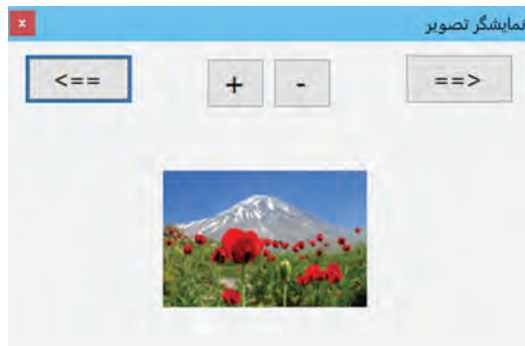 نمایشگر تصویر
<==
+
-
==>